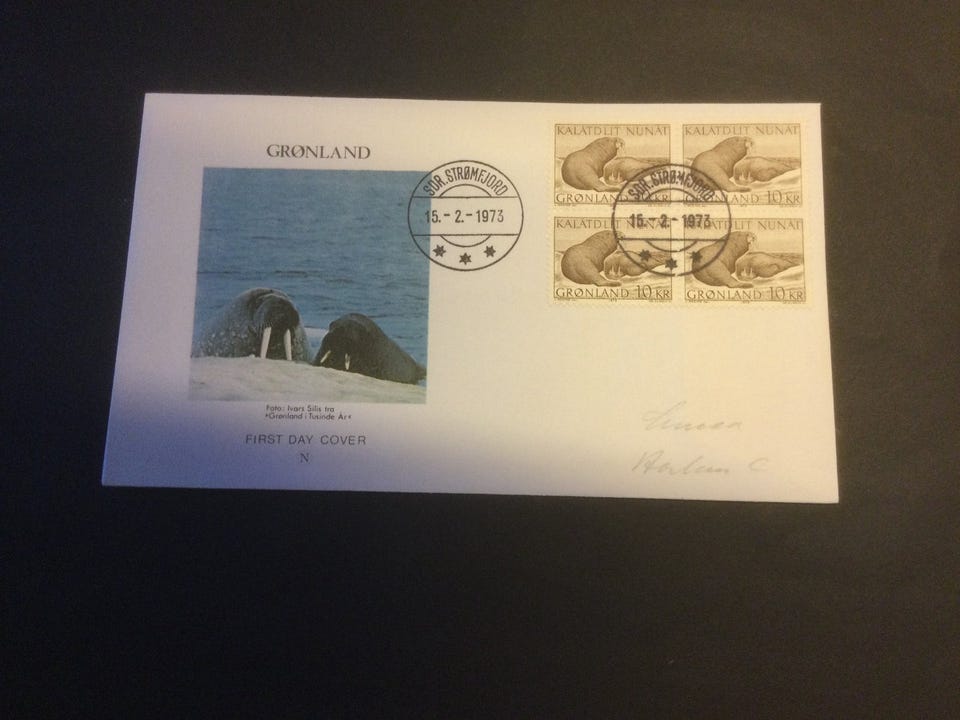 GRØNLAND
Foto: Ivars Silis fra
»Grønland i Tusinde År«
FIRST DAY COVER
N
SDR. STRØMFJORD
15.-2.-1973
KALATDLIT NUNAT
GRØNLAND KR
KALATDLIT NUNAT
GRØNLAND 10 KR
KALATDLIT NUNAT
GRØNLAND 10 KR
KALATDLIT NUNAT
GRØNLAND 10 KR
SDR. STRØMFJORD
15.-2.-1973